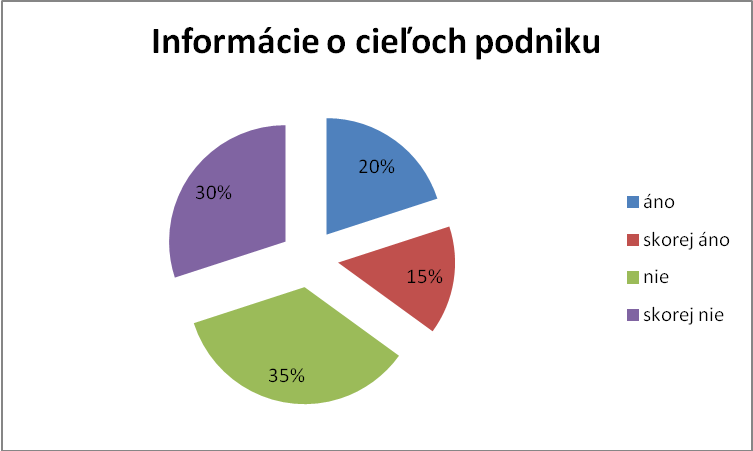 Informácie o cieľoch podniku
20%
15%
35%
30%
áno
skorej áno
nie
skorej nie